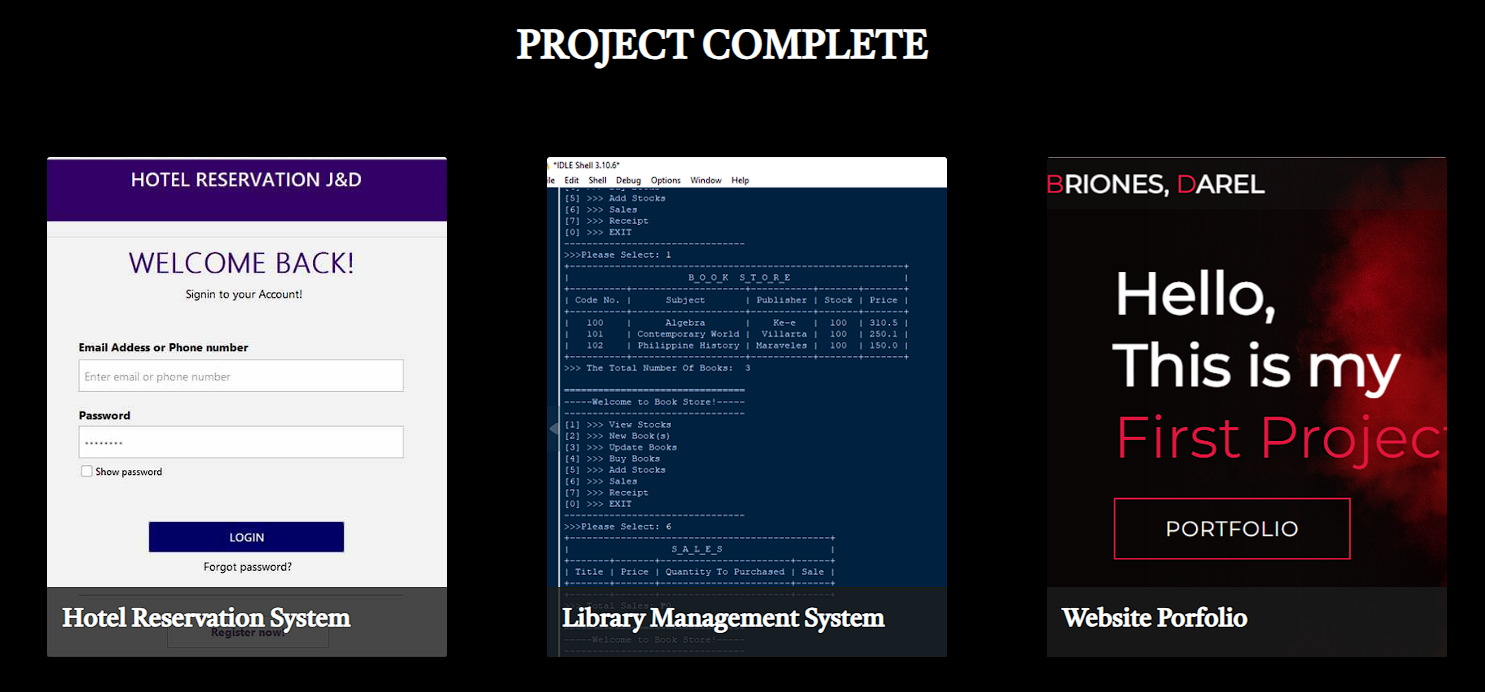 PROJECT COMPLETE
HOTEL RESERVATION J&D
WELCOME BACK!
Signin to your Account!
Email Addess or Phone number
Enter email or phone number
Password
••••••••
Show password
LOGIN
Forgot password?
Register now!
Hotel Reservation System
*IDLE Shell 3.10.6*
ile Edit Shell Debug Options Window Help
[5] >>> Add Stocks
[6] >>> Sales
[7] >>> Receipt
[0] >>> EXIT
--------------------------------
>>>Please Select: 1
B_O_O_K S_T_O_R_E
| Code No. | Subject | Publisher | Stock | Price |
| 100 | Algebra | Ke-e | 100 | 310.5 |
| 101 | Contemporary World | Villarta | 100 | 250.1 |
| 102 | Philippine History | Maraveles | 100 | 150.0 |
>>> The Total Number Of Books: 3
================================
-----Welcome to Book Store!-----
--------------------------------
[1] >>> View Stocks
[2] >>> New Book(s)
[3] >>> Update Books
[4] >>> Buy Books
[5] >>> Add Stocks
[6] >>> Sales
[7] >>> Receipt
[0] >>> EXIT
--------------------------------
>>>Please Select: 6
S_A_L_E_S
| Title | Price | Quantity To Purchased | Sale |
Total Sales:
-----Welcome to Book Store!-----
Library Management System
BRIONES, DAREL
Hello,
This is my
First Projec
PORTFOLIO
Website Porfolio